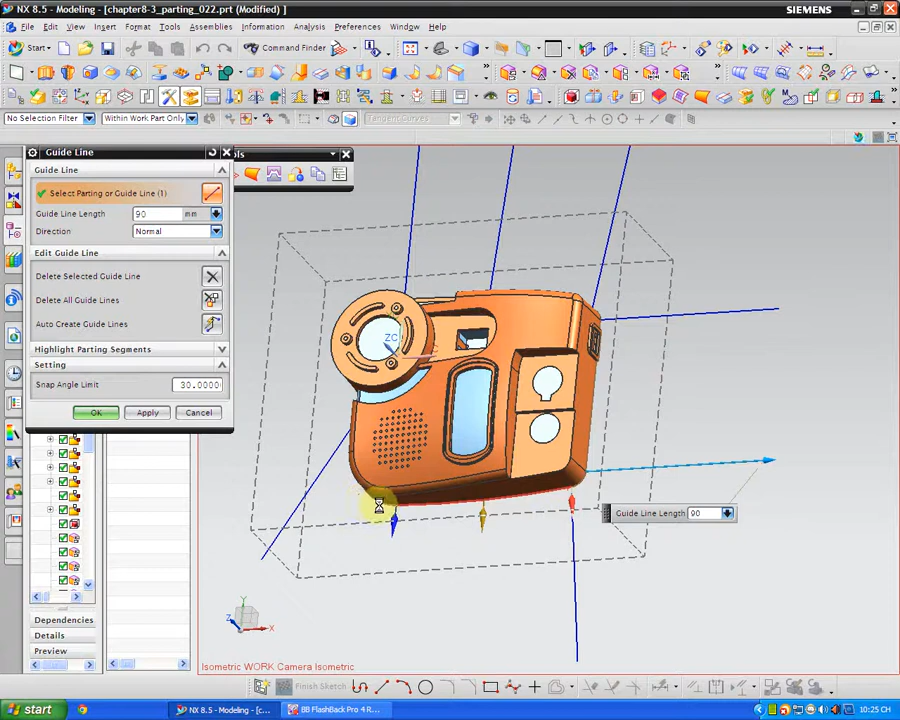 NX 8.5 - Modeling - [chapter8-3_parting_022.prt (Modified) ]
SIEMENS
File Edit View Insert Format Tools Assemblies Information Analysis Preferences Window Help
Start
Command Finder
No Selection Filter
Within Work Part Only
Tangent Curves
Guide Line
ols
Guide Line
Select Parting or Guide Line (1)
Guide Line Length 90 mm
Direction Normal
Edit Guide Line
Delete Selected Guide Line
Delete All Guide Lines
Auto Create Guide Lines
Highlight Parting Segments
Setting
Snap Angle Limit 30.0000
OK Apply Cancel
ZC
Guide Line Length 90
Dependencies
Details
Preview
Y
Z
X
Isometric WORK Camera Isometric
Finish Sketch
start
NX 8.5 - Modeling - [c...
BB FlashBack Pro 4 R...
10:25 CH